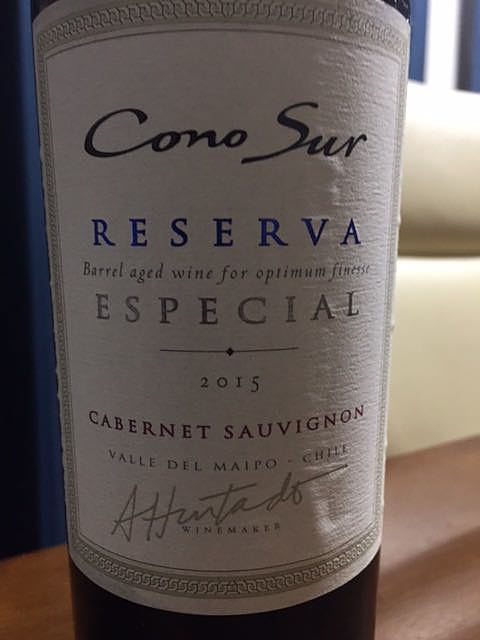 Cono Sur
RESERVA
Barrel aged wine for optimum finesse
ESPECIAL
2015
CABERNET SAUVIGNON
VALLE DEL MAIPO - CHILE
AHurtado
WINEMAKER